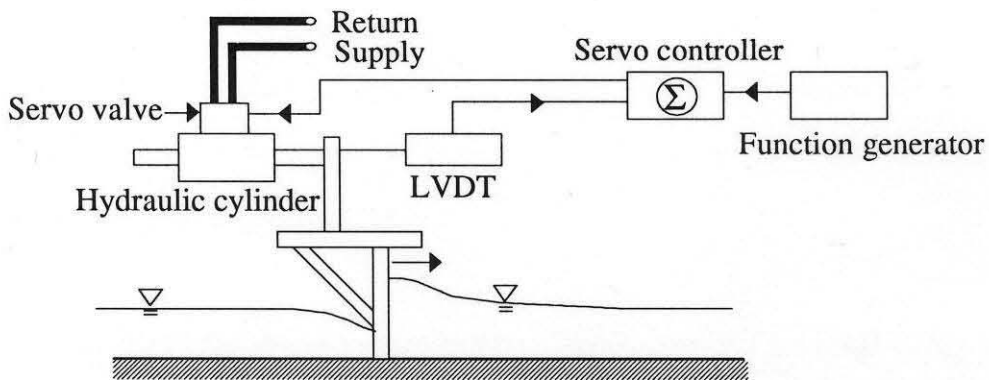 Return
Supply
Servo controller
Σ
Servo valve
Function generator
LVDT
Hydraulic cylinder